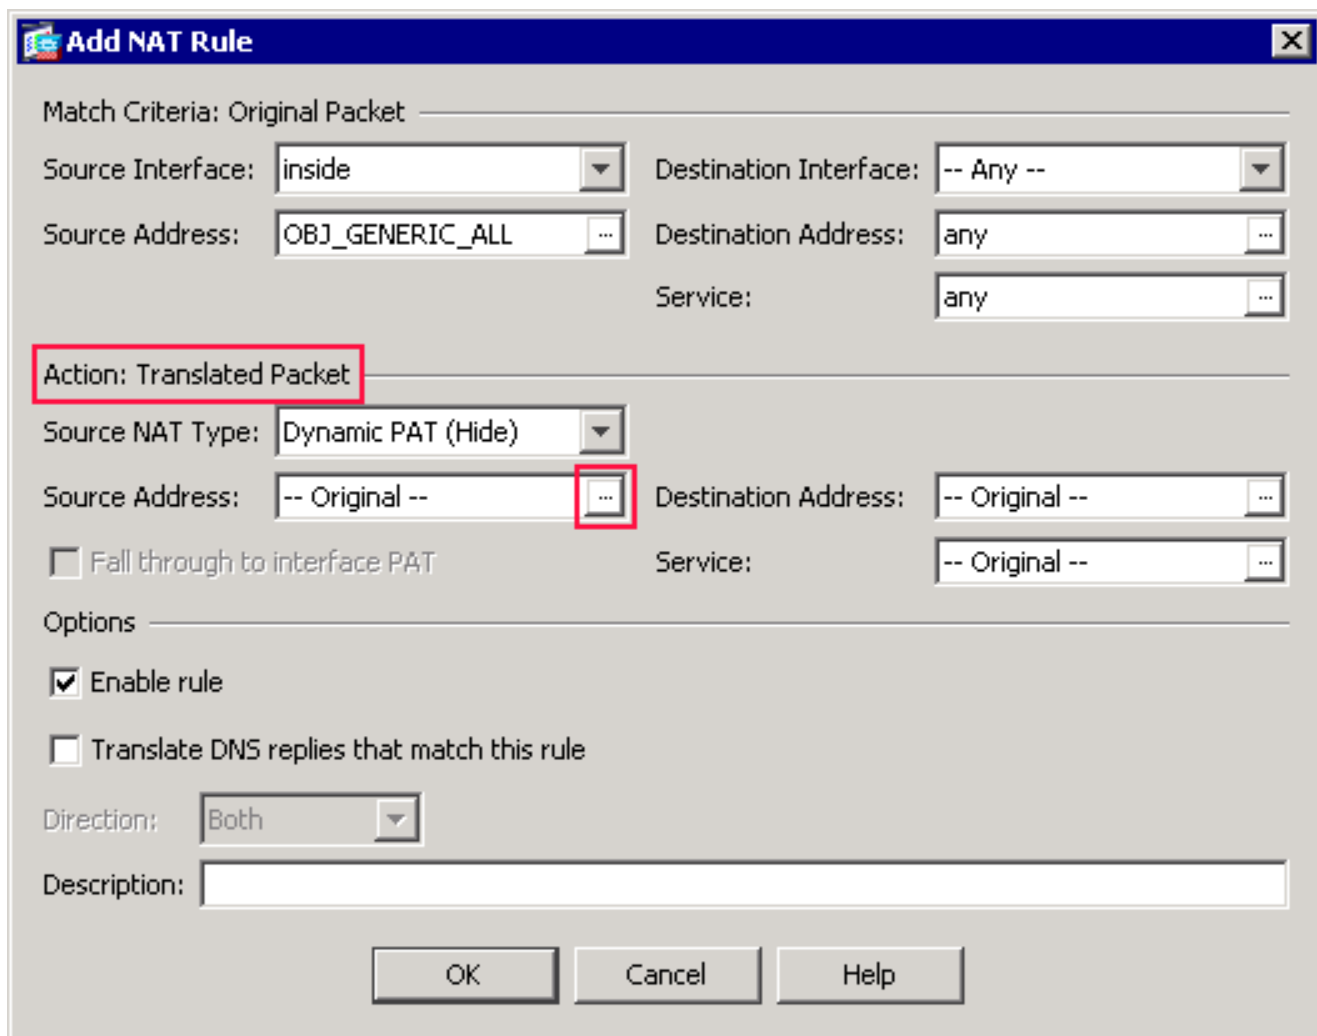 Add NAT Rule
Match Criteria: Original Packet
Source Interface: inside Destination Interface: -- Any --
Source Address: OBJ_GENERIC_ALL ... Destination Address: any ...
Service: any ...
Action: Translated Packet
Source NAT Type: Dynamic PAT (Hide)
Source Address: -- Original -- ... Destination Address: -- Original -- ...
Fall through to interface PAT Service: -- Original -- ...
Options
Enable rule
Translate DNS replies that match this rule
Direction: Both
Description:
OK Cancel Help